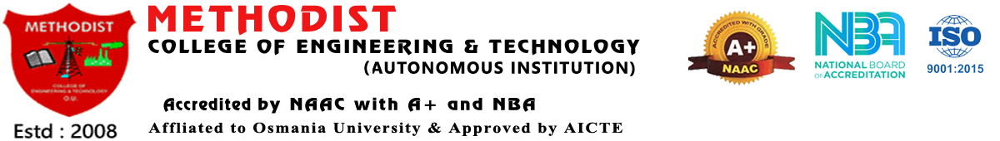 METHODIST
COLLEGE OF
ENGINEERING & TECHNOLOGY
O.U.
Estd : 2008
METHODIST
COLLEGE OF ENGINEERING & TECHNOLOGY
(AUTONOMOUS INSTITUTION)
Accredited by NAAC with A+ and NBA
Affliated to Osmania University & Approved by AICTE
ACCREDITED WITH GRADE
A+
NAAC
NBA
NATIONAL BOARD
OF ACCREDITATION
ISO
9001:2015